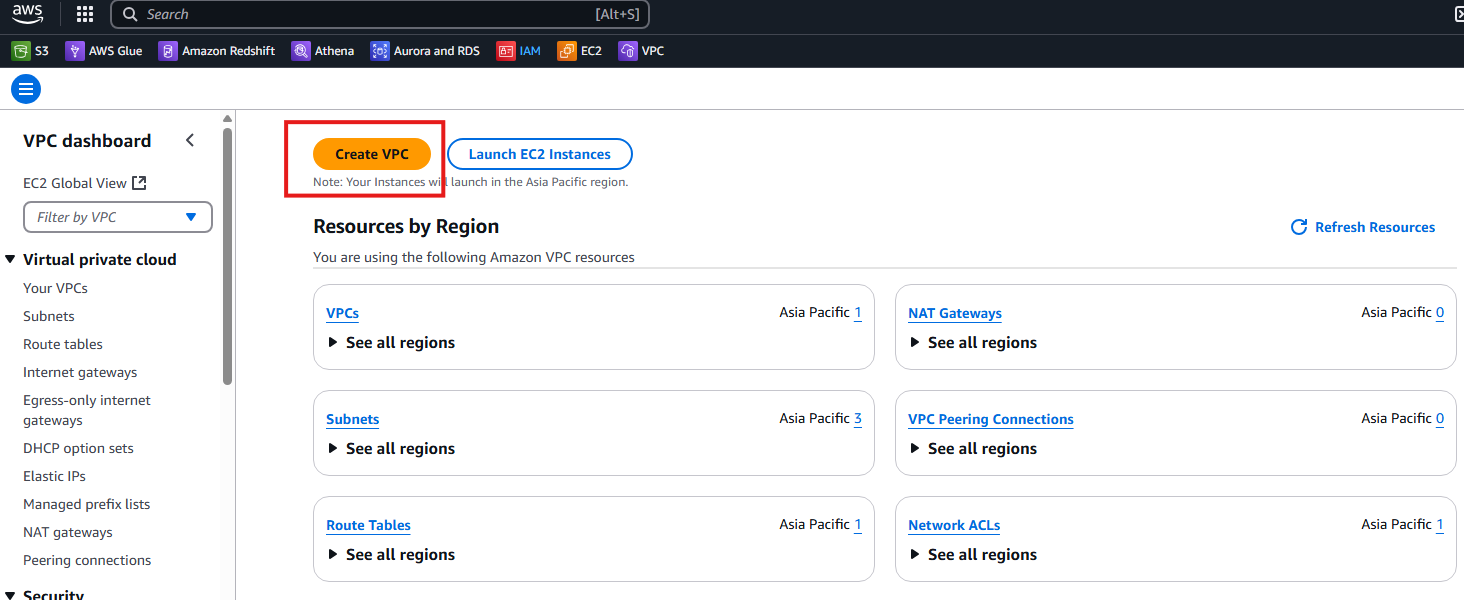 aws
Search [Alt+S]
S3 AWS Glue Amazon Redshift Athena Aurora and RDS IAM EC2 VPC
VPC dashboard
EC2 Global View
Filter by VPC
Virtual private cloud
Your VPCs
Subnets
Route tables
Internet gateways
Egress-only internet
gateways
DHCP option sets
Elastic IPs
Managed prefix lists
NAT gateways
Peering connections
Security
Create VPC Launch EC2 Instances
Note: Your Instances will launch in the Asia Pacific region.
Resources by Region Refresh Resources
You are using the following Amazon VPC resources
VPCs Asia Pacific 1
See all regions
NAT Gateways Asia Pacific 0
See all regions
Subnets Asia Pacific 3
See all regions
VPC Peering Connections Asia Pacific 0
See all regions
Route Tables Asia Pacific 1
See all regions
Network ACLs Asia Pacific 1
See all regions